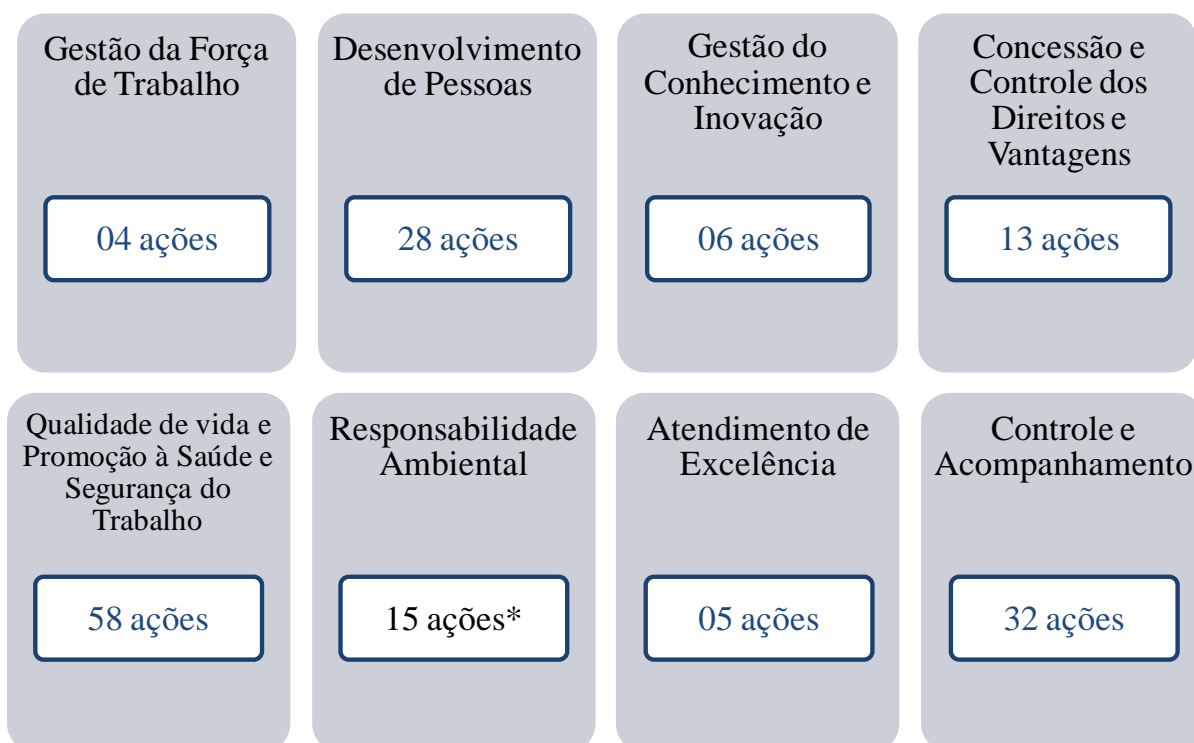 Gestão da Força
de Trabalho
04 ações
Desenvolvimento
de Pessoas
28 ações
Gestão do
Conhecimento e
Inovação
06 ações
Concessão e
Controle dos
Direitos e
Vantagens
13 ações
Qualidade de vida e
Promoção à Saúde e
Segurança do
Trabalho
58 ações
Responsabilidade
Ambiental
15 ações*
Atendimento de
Excelência
05 ações
Controle e
Acompanhamento
32 ações